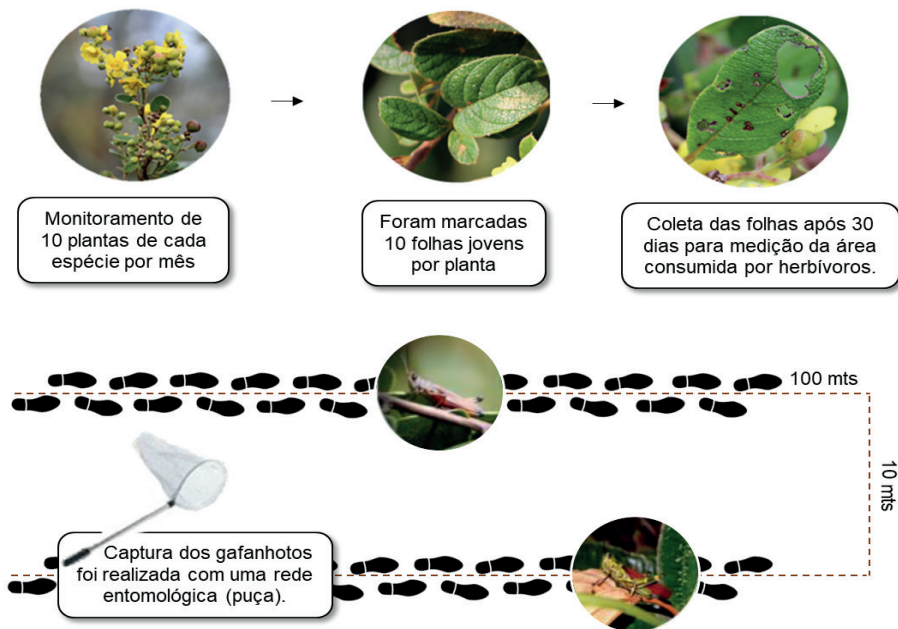 Monitoramento de
10 plantas de cada
espécie por mês
Foram marcadas
10 folhas jovens
por planta
Coleta das folhas após 30
dias para medição da área
consumida por herbívoros.
100 mts
10 mts
Captura dos gafanhotos
foi realizada com uma rede
entomológica (puça).